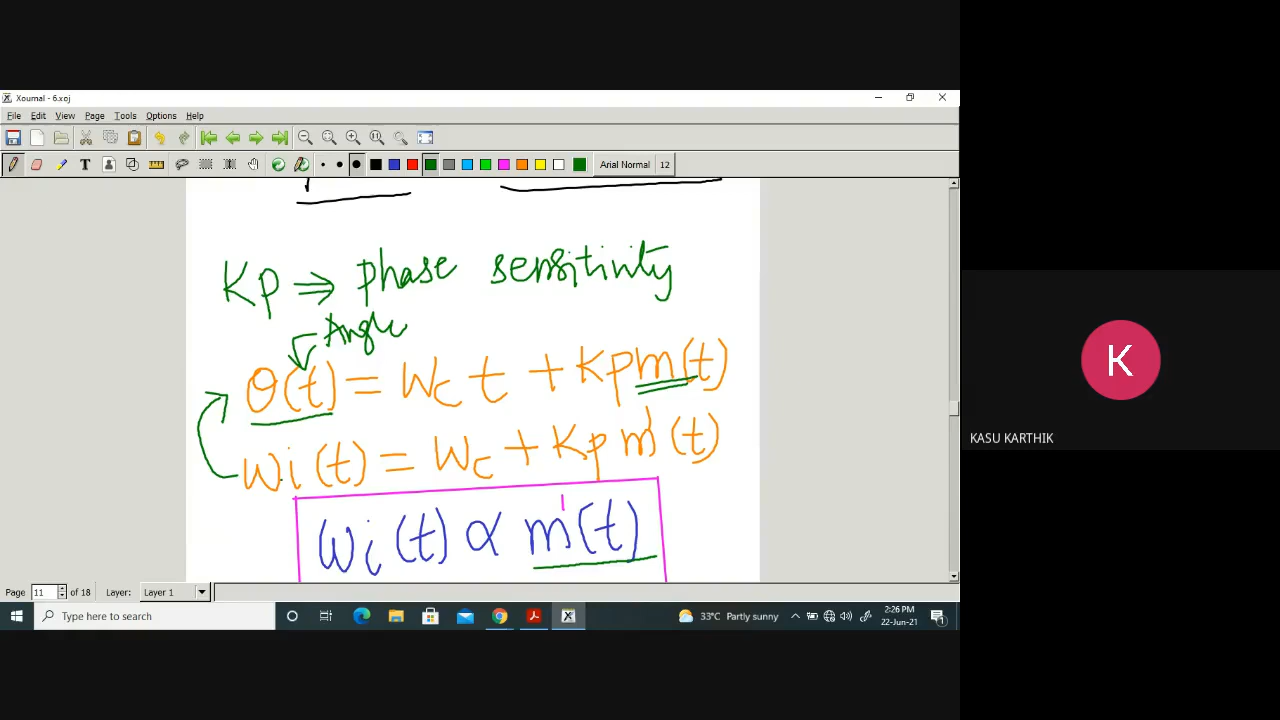 Xournal - 6.xoj
File Edit View Page Tools Options Help
T Arial Normal 12
Kp ⇒ phase sensitinity
Angle
θ(t) = Wc t + Kp m(t)
Wi(t) = Wc + Kp m'(t)
Wi(t) ∝ m'(t)
Page 11 of 18 Layer: Layer 1
Type here to search 33°C Partly sunny 2:26 PM
22-Jun-21
1
K
KASU KARTHIK